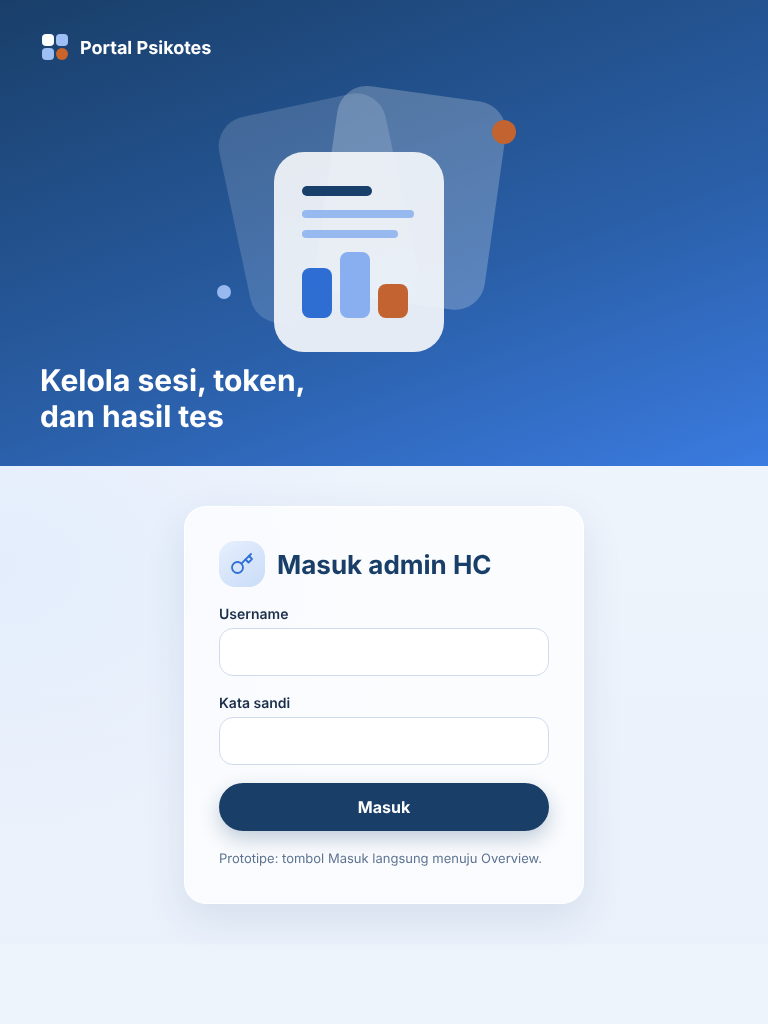 Portal Psikotes
Kelola sesi, token,
dan hasil tes
Masuk admin HC
Username
Kata sandi
Masuk
Prototipe: tombol Masuk langsung menuju Overview.